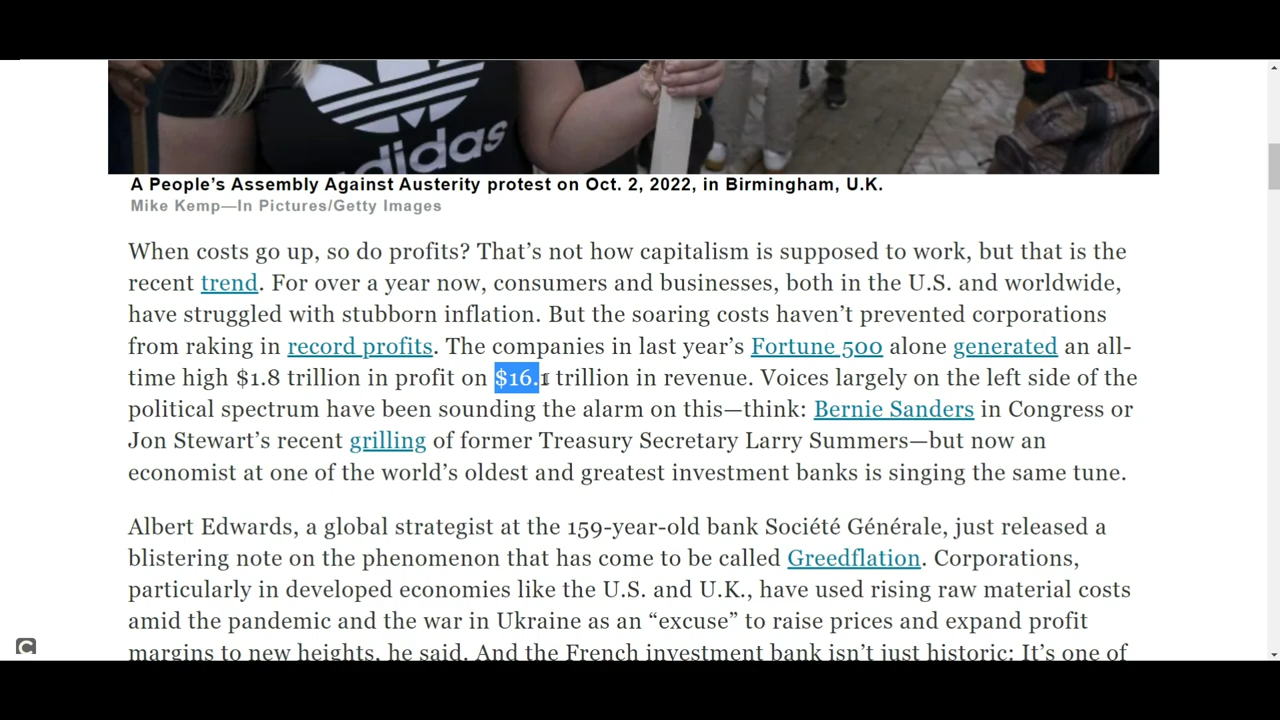 adidas
A People’s Assembly Against Austerity protest on Oct. 2, 2022, in Birmingham, U.K.
Mike Kemp—In Pictures/Getty Images
When costs go up, so do profits? That’s not how capitalism is supposed to work, but that is the
recent trend. For over a year now, consumers and businesses, both in the U.S. and worldwide,
have struggled with stubborn inflation. But the soaring costs haven’t prevented corporations
from raking in record profits. The companies in last year’s Fortune 500 alone generated an all-
time high $1.8 trillion in profit on $16.1 trillion in revenue. Voices largely on the left side of the
political spectrum have been sounding the alarm on this—think: Bernie Sanders in Congress or
Jon Stewart’s recent grilling of former Treasury Secretary Larry Summers—but now an
economist at one of the world’s oldest and greatest investment banks is singing the same tune.
Albert Edwards, a global strategist at the 159-year-old bank Société Générale, just released a
blistering note on the phenomenon that has come to be called Greedflation. Corporations,
particularly in developed economies like the U.S. and U.K., have used rising raw material costs
amid the pandemic and the war in Ukraine as an “excuse” to raise prices and expand profit
margins to new heights, he said. And the French investment bank isn’t just historic: It’s one of